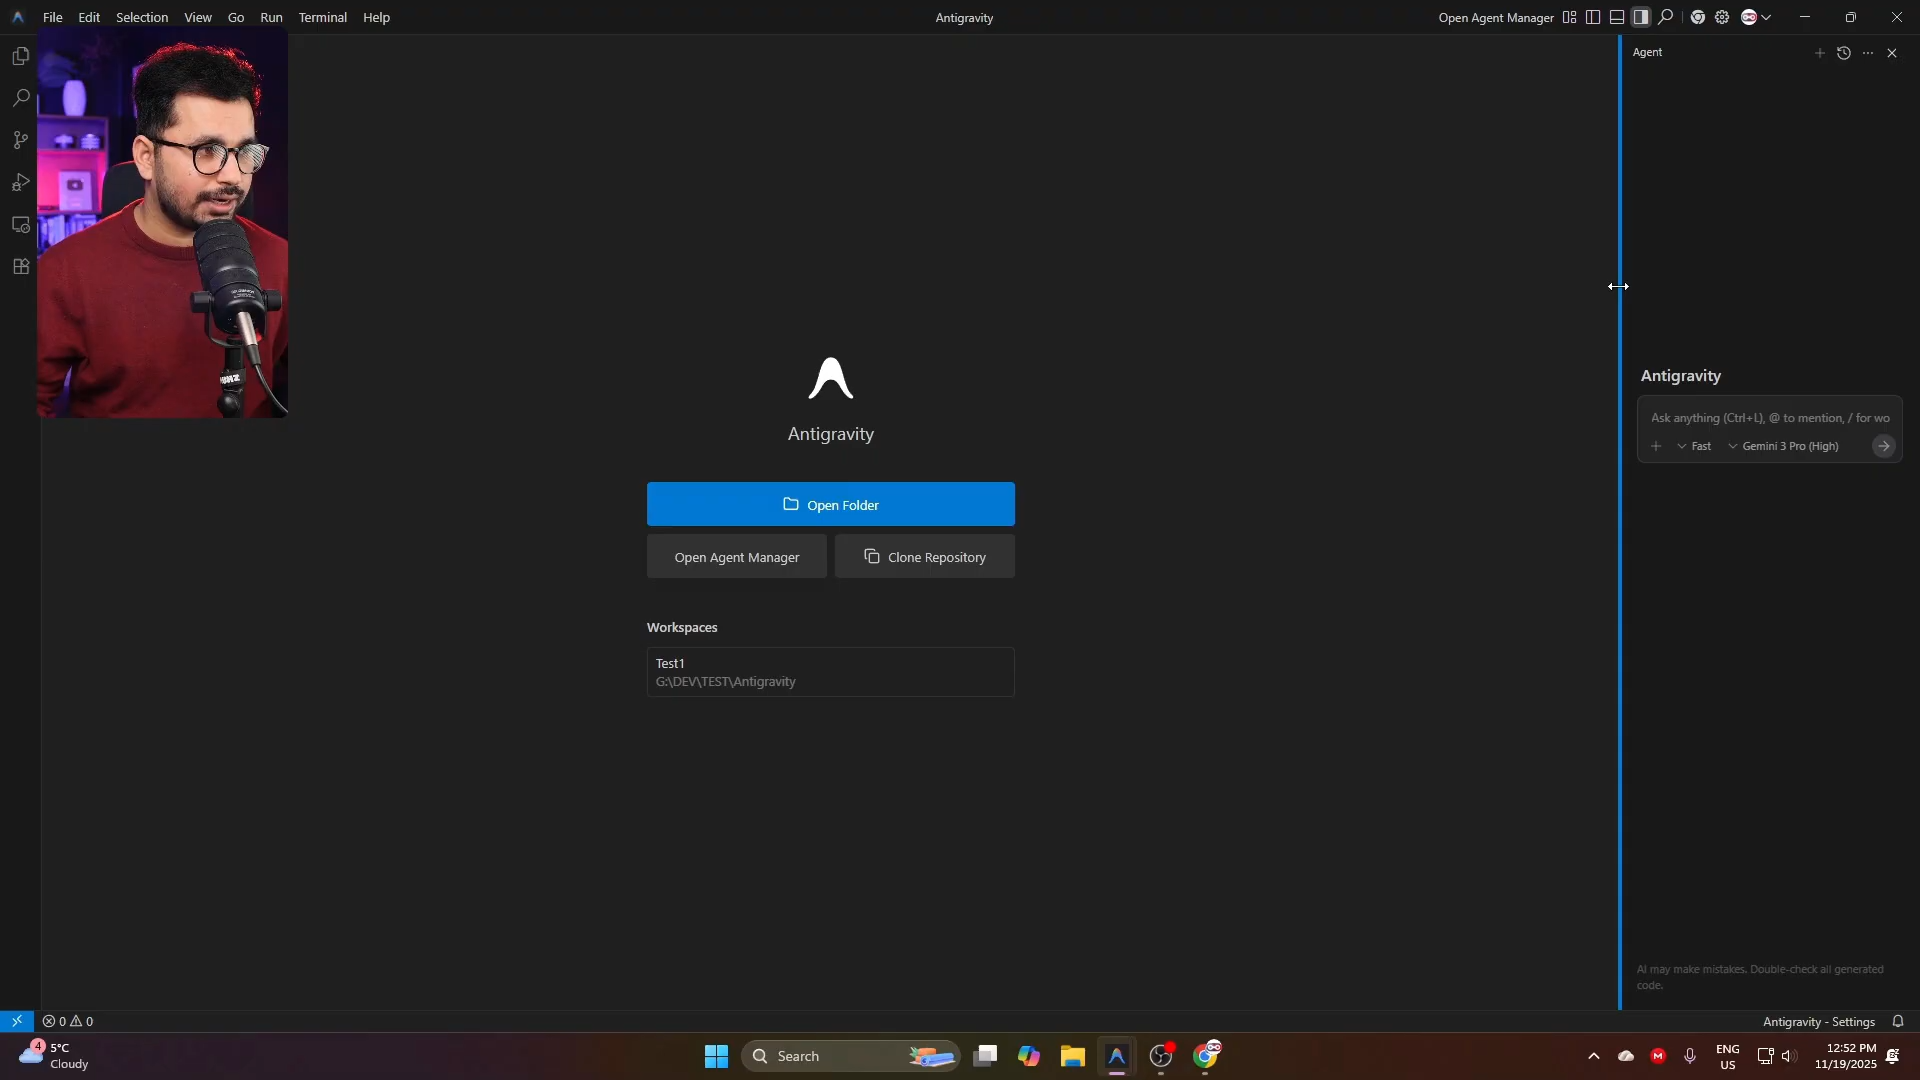 File Edit Selection View Go Run Terminal Help
Antigravity
Open Agent Manager
Agent
Antigravity
Ask anything (Ctrl+L), @ to mention, / for wo
Fast Gemini 3 Pro (High)
Antigravity
Open Folder
Open Agent Manager
Clone Repository
Workspaces
Test1
G:\DEV\TEST\Antigravity
AI may make mistakes. Double-check all generated
code.
0 0
Antigravity - Settings
4
5°C
Cloudy
Search
M
ENG
US
12:52 PM
11/19/2025